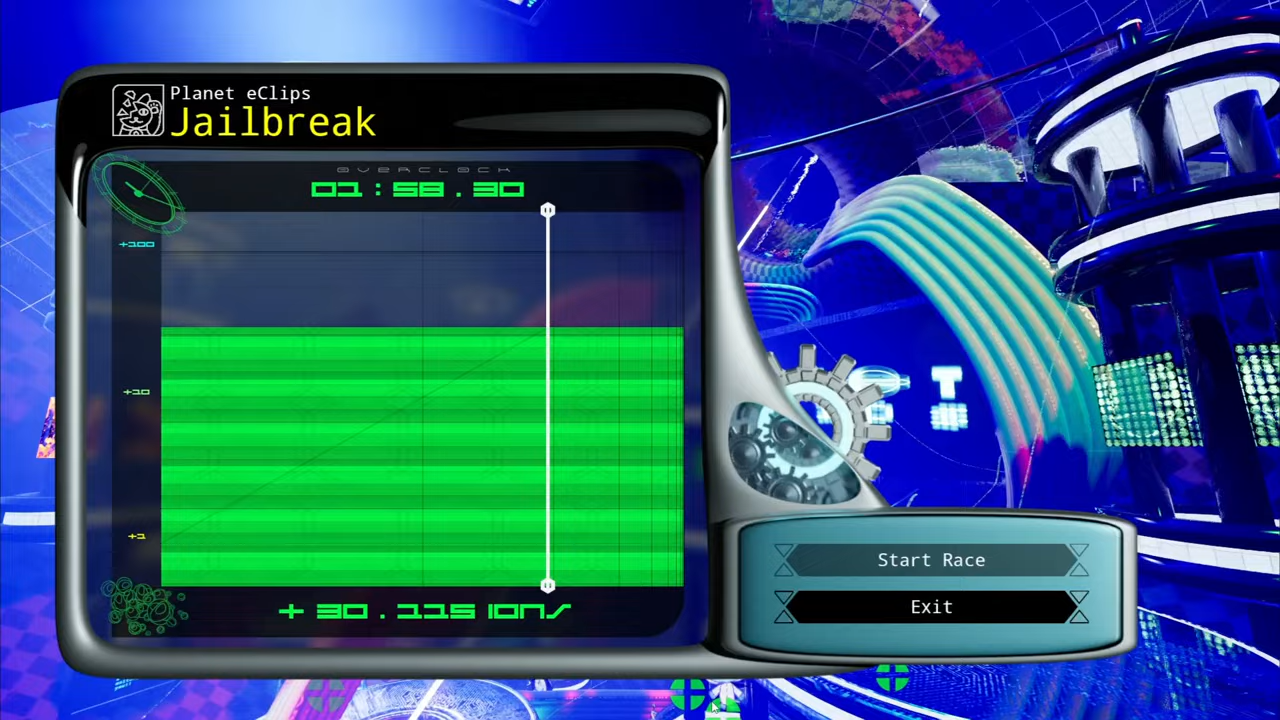 Planet eClips
Jailbreak
OVERCLOCK
01:58.30
+100
+10
+1
+30.115 IONS
Start Race
Exit